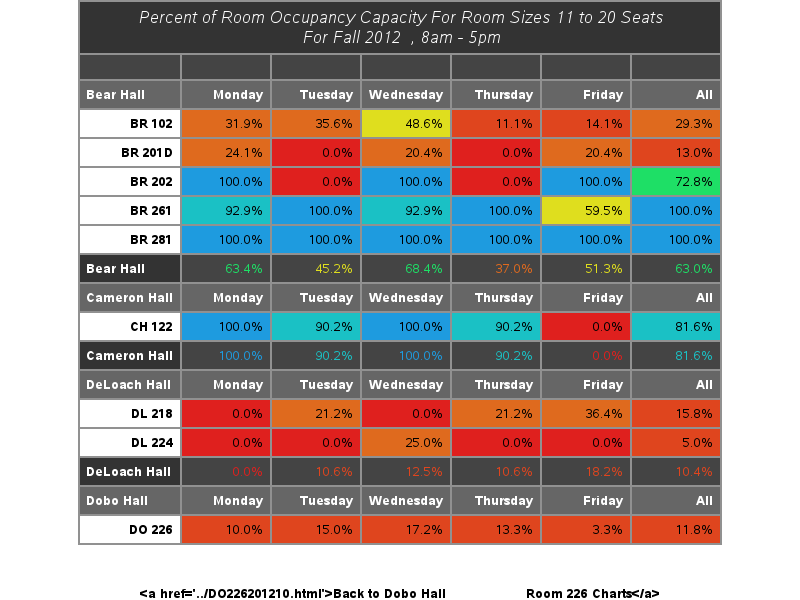 Percent of Room Occupancy Capacity For Room Sizes 11 to 20 Seats
For Fall 2012 , 8am - 5pm
Bear Hall Monday Tuesday Wednesday Thursday Friday All
BR 102 31.9% 35.6% 48.6% 11.1% 14.1% 29.3%
BR 201D 24.1% 0.0% 20.4% 0.0% 20.4% 13.0%
BR 202 100.0% 0.0% 100.0% 0.0% 100.0% 72.8%
BR 261 92.9% 100.0% 92.9% 100.0% 59.5% 100.0%
BR 281 100.0% 100.0% 100.0% 100.0% 100.0% 100.0%
Bear Hall 63.4% 45.2% 68.4% 37.0% 51.3% 63.0%
Cameron Hall Monday Tuesday Wednesday Thursday Friday All
CH 122 100.0% 90.2% 100.0% 90.2% 0.0% 81.6%
Cameron Hall 100.0% 90.2% 100.0% 90.2% 0.0% 81.6%
DeLoach Hall Monday Tuesday Wednesday Thursday Friday All
DL 218 0.0% 21.2% 0.0% 21.2% 36.4% 15.8%
DL 224 0.0% 0.0% 25.0% 0.0% 0.0% 5.0%
DeLoach Hall 0.0% 10.6% 12.5% 10.6% 18.2% 10.4%
Dobo Hall Monday Tuesday Wednesday Thursday Friday All
DO 226 10.0% 15.0% 17.2% 13.3% 3.3% 11.8%
<a href='../DO226201210.html'>Back to Dobo Hall Room 226 Charts</a>